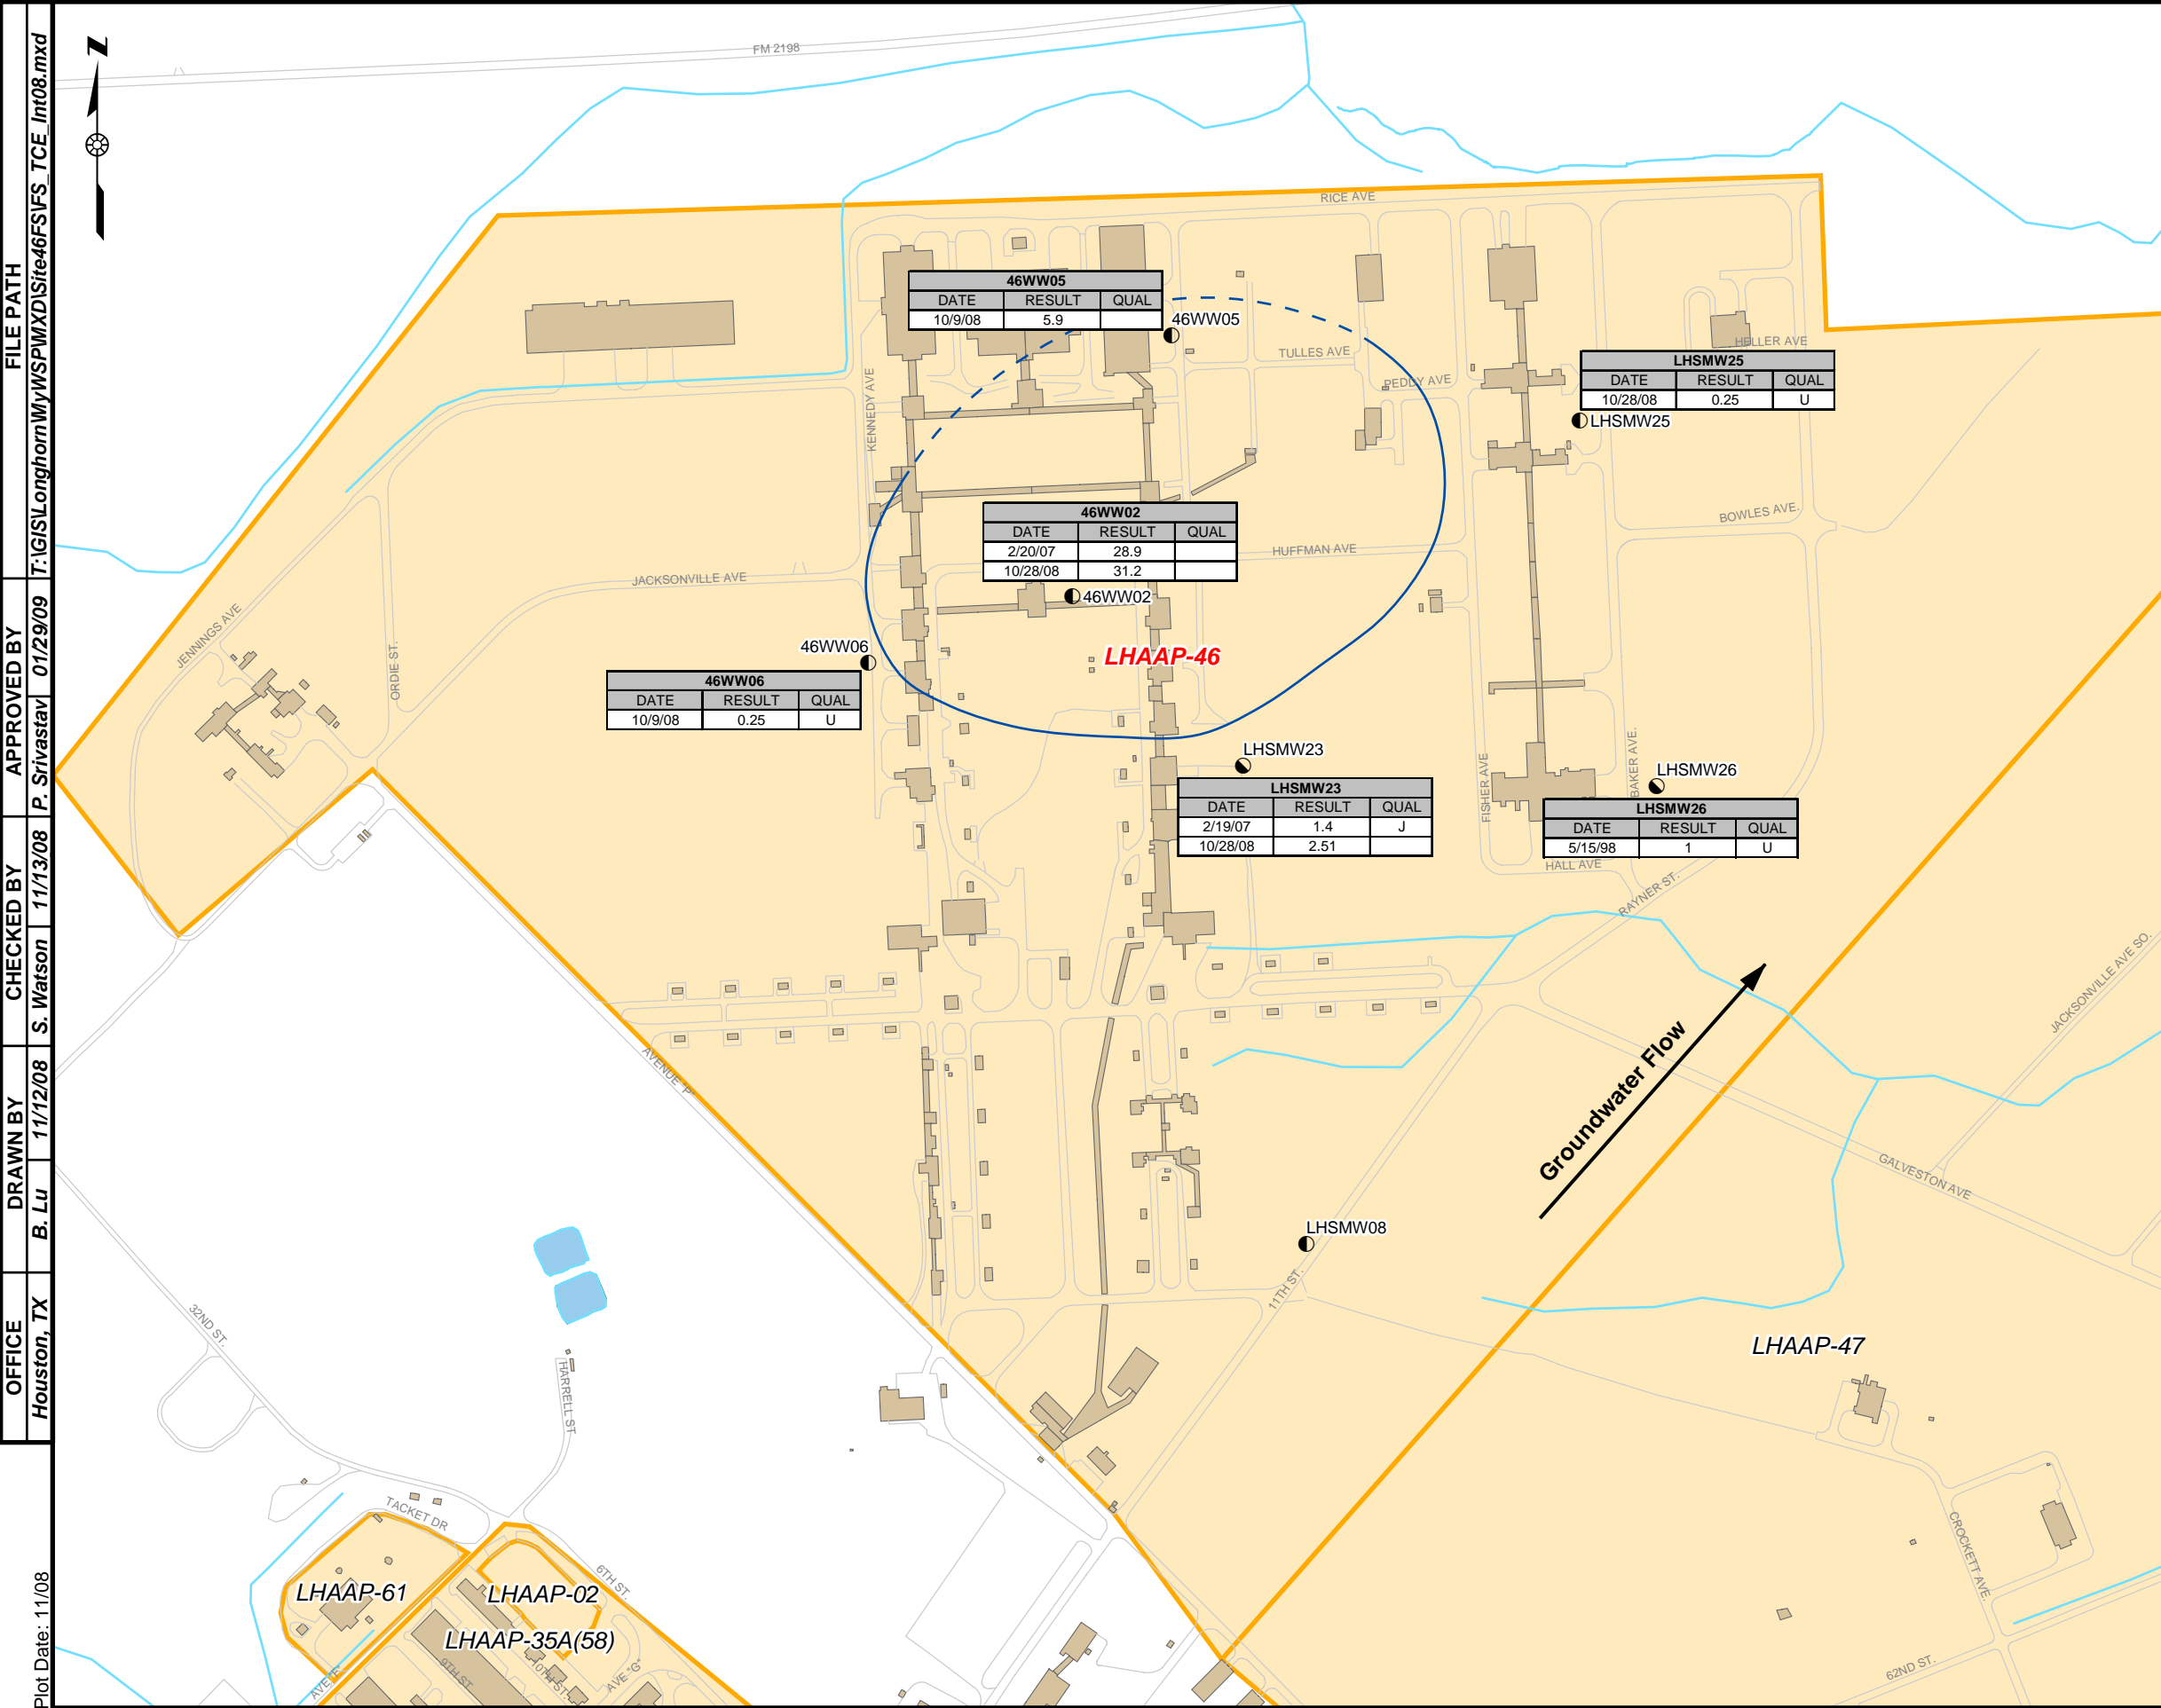 FILE PATH
T:\GIS\LonghornWyWSPWMXD\Site46FS\FS_TCE_Int08.mxd
APPROVED BY
P. Srivastav 01/29/09
CHECKED BY
S. Watson 11/13/08
DRAWN BY
B. Lu 11/12/08
OFFICE
Houston, TX
Plot Date: 11/08
N
FM 2198
RICE AVE
46WW05
DATE RESULT QUAL
10/9/08 5.9
46WW05
TULLES AVE
HELLER AVE
PEDDY AVE
KENNEDY AVE
LHSMW25
DATE RESULT QUAL
10/28/08 0.25 U
LHSMW25
BOWLES AVE.
46WW02
DATE RESULT QUAL
2/20/07 28.9
10/28/08 31.2
HUFFMAN AVE
46WW02
JACKSONVILLE AVE
JENNINGS AVE
ORDIE ST.
46WW06
46WW06
DATE RESULT QUAL
10/9/08 0.25 U
LHAAP-46
LHSMW23
LHSMW23
DATE RESULT QUAL
2/19/07 1.4 J
10/28/08 2.51
FISHER AVE
BAKER AVE.
LHSMW26
LHSMW26
DATE RESULT QUAL
5/15/98 1 U
HALL AVE
RAYNER ST.
JACKSONVILLE AVE SO.
AVENUE "P"
Groundwater Flow
GALVESTON AVE
LHSMW08
11TH ST.
LHAAP-47
32ND ST.
HARRELL ST
TACKET DR
6TH ST.
LHAAP-61
LHAAP-02
LHAAP-35A(58)
9TH ST
10TH ST.
AVE "G"
CROCKETT AVE.
62ND ST.